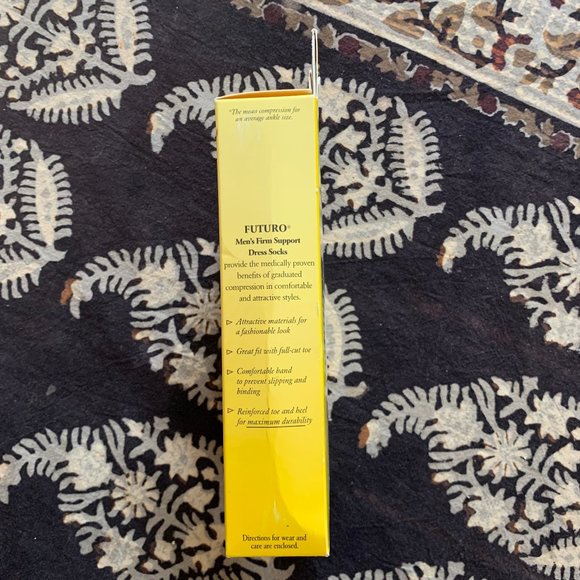 *The mean compression for
an average ankle size.
FUTURO®
Men's Firm Support
Dress Socks
provide the medically proven
benefits of graduated
compression in comfortable
and attractive styles.
▷ Attractive materials for
a fashionable look
▷ Great fit with full-cut toe
▷ Comfortable band
to prevent slipping and
binding
▷ Reinforced toe and heel
for maximum durability
Directions for wear and
care are enclosed.